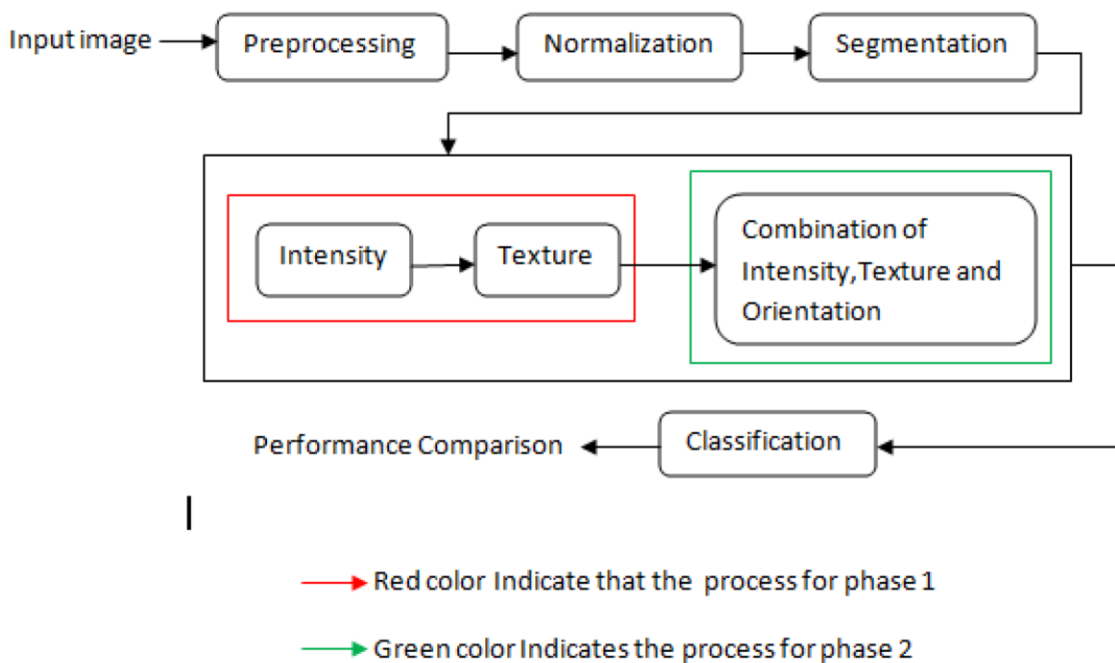 Input image
Preprocessing
Normalization
Segmentation
Intensity
Texture
Combination of
Intensity,Texture and
Orientation
Performance Comparison
Classification
Red color Indicate that the process for phase 1
Green color Indicates the process for phase 2